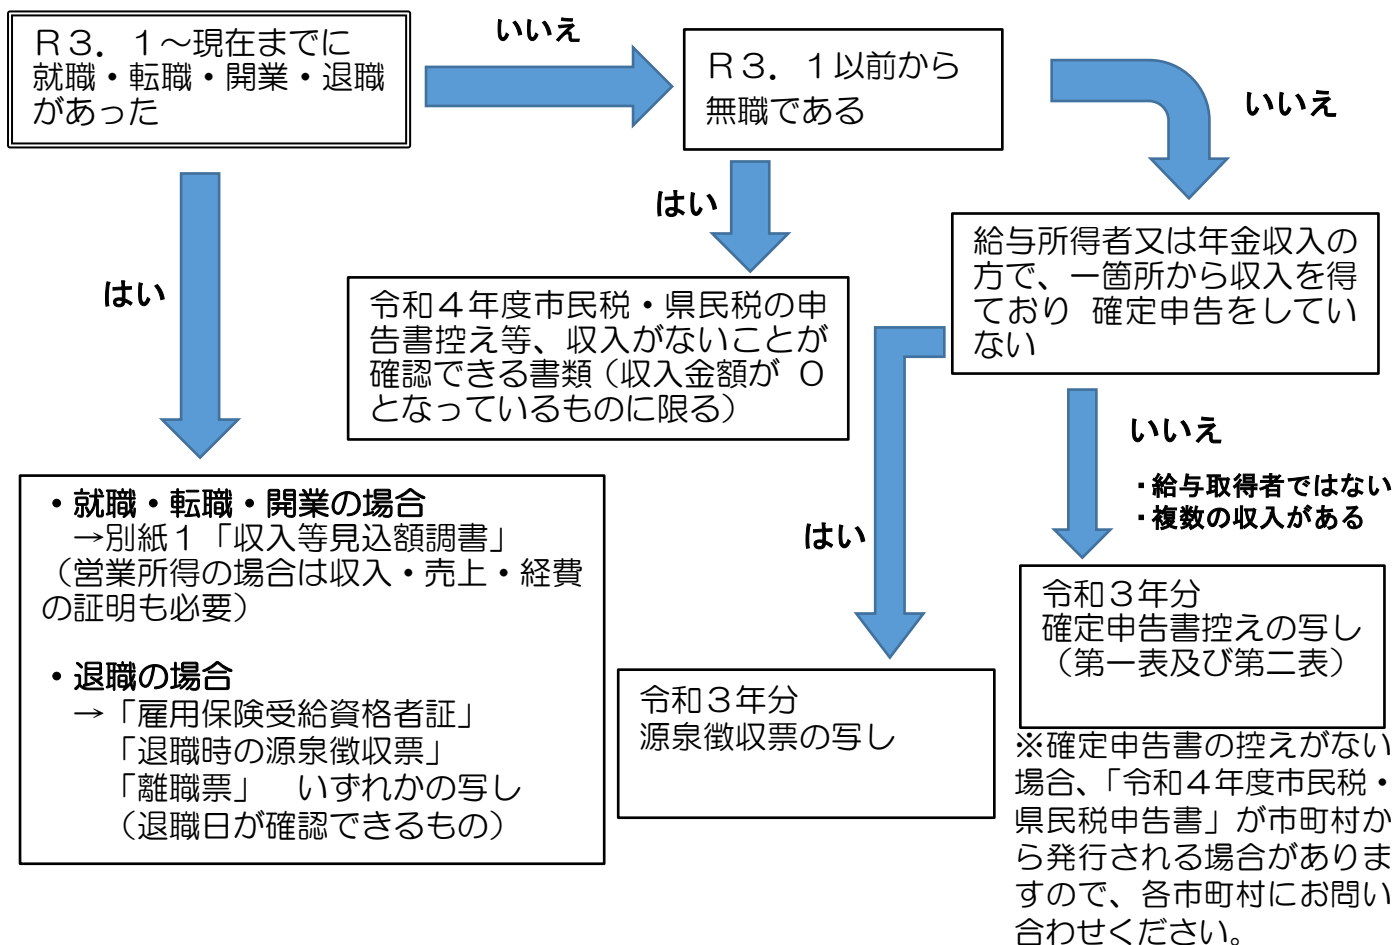 Ｒ３．１～現在までに
就職・転職・開業・退職
があった
いいえ
Ｒ３．１以前から
無職である
いいえ
はい
はい
令和４年度市民税・県民税の申
告書控え等、収入がないことが
確認できる書類（収入金額が ０
となっているものに限る）
給与所得者又は年金収入の
方で、一箇所から収入を得
ており 確定申告をしてい
ない
いいえ
・給与取得者ではない
・複数の収入がある
はい
・就職・転職・開業の場合
→別紙１「収入等見込額調書」
（営業所得の場合は収入・売上・経費
の証明も必要）
・退職の場合
→「雇用保険受給資格者証」
「退職時の源泉徴収票」
「離職票」 いずれかの写し
（退職日が確認できるもの）
令和３年分
源泉徴収票の写し
令和３年分
確定申告書控えの写し
（第一表及び第二表）
※確定申告書の控えがない
場合、「令和４年度市民税・
県民税申告書」が市町村か
ら発行される場合がありま
すので、各市町村にお問い
合わせください。